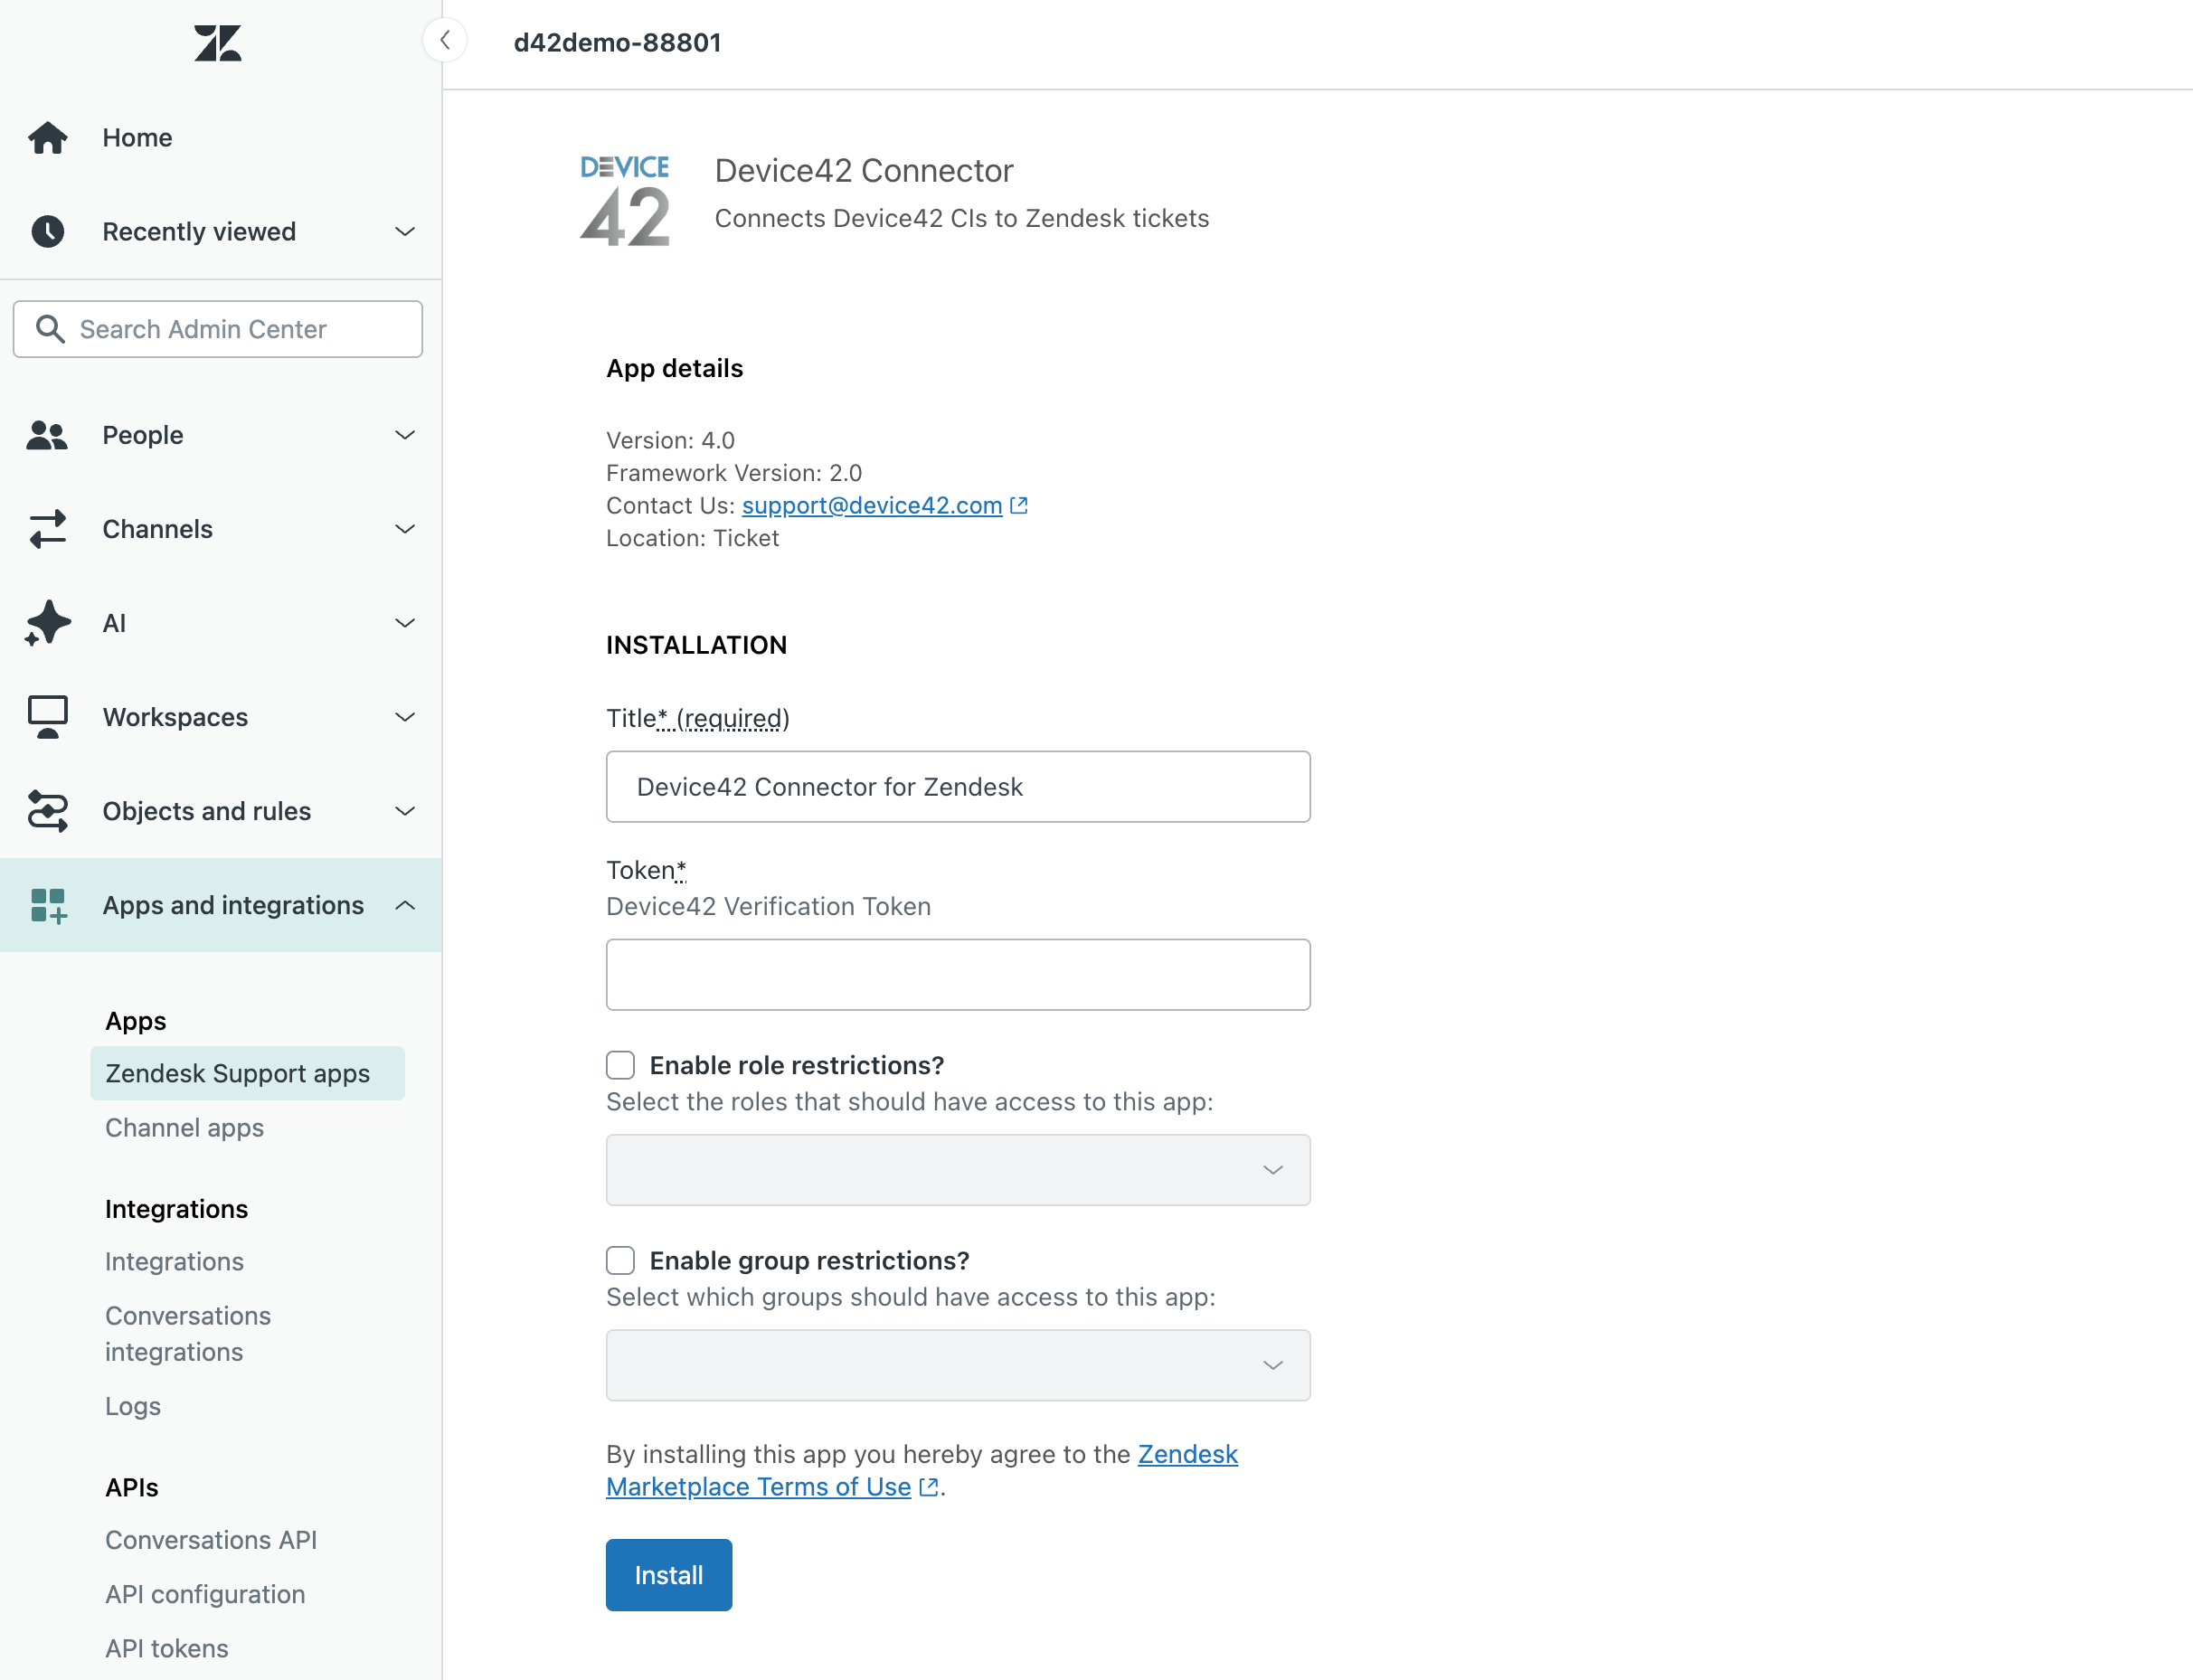 Home
Recently viewed
Search Admin Center
People
Channels
AI
Workspaces
Objects and rules
Apps and integrations
Apps
Zendesk Support apps
Channel apps
Integrations
Integrations
Conversations
integrations
Logs
APIs
Conversations API
API configuration
API tokens
d42demo-88801
DEVICE
42
Device42 Connector
Connects Device42 CIs to Zendesk tickets
App details
Version: 4.0
Framework Version: 2.0
Contact Us: support@device42.com
Location: Ticket
INSTALLATION
Title* (required)
Device42 Connector for Zendesk
Token*
Device42 Verification Token
Enable role restrictions?
Select the roles that should have access to this app:
Enable group restrictions?
Select which groups should have access to this app:
By installing this app you hereby agree to the Zendesk
Marketplace Terms of Use.
Install